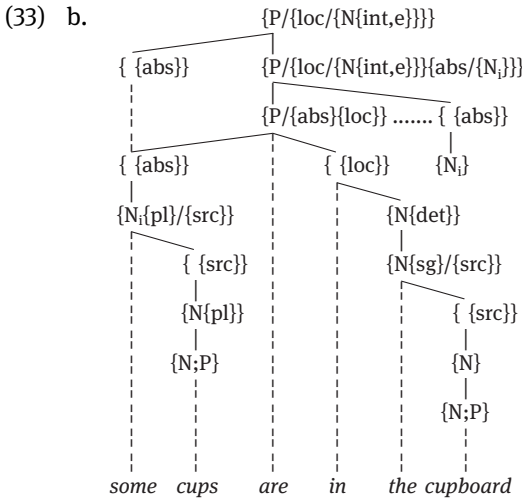 (33) b. {P/{loc/{N{int,e}}}}
{ {abs}} {P/{loc/{N{int,e}}}{abs/{Nᵢ}}}
{P/{abs}{loc}} ....... { {abs}}
{ {abs}} { {loc}} {Nᵢ}
{Nᵢ{pl}/{src}} {N{det}}
{ {src}} {N{sg}/{src}}
{N{pl}} { {src}}
{N;P} {N}
{N;P}
some cups are in the cupboard